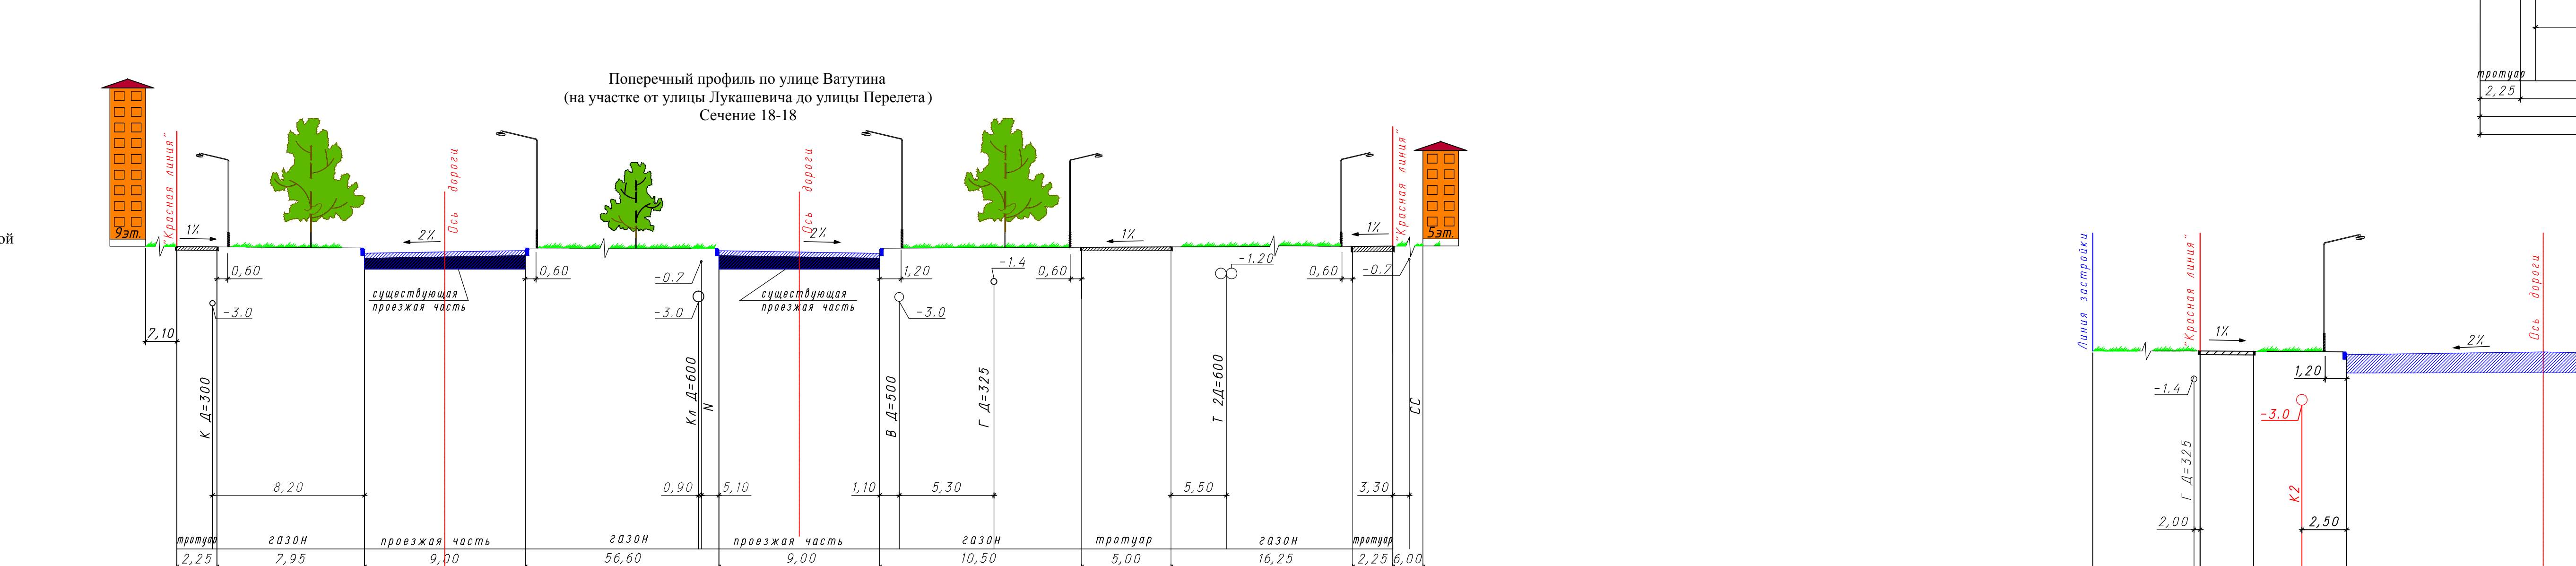 Поперечный профиль по улице Ватутина
(на участке от улицы Лукашевича до улицы Перелета)
Сечение 18-18
тротуар
2,25
ой
9эт.
"Красная линия"
1%
2%
Ось дороги
Ось дороги
2%
1%
1%
"Красная линия"
5эт.
0,60
0,60
-0.7
1,20
-1.4
0,60
-1.20
0,60
-0.7
существующая
проезжая часть
существующая
проезжая часть
-3.0
-3.0
-3.0
7,10
К Д=300
Кл Д=600
N
В Д=500
Г Д=325
Т 2Д=600
СС
8,20
0,90
5,10
1,10
5,30
5,50
3,30
тротуар
газон
проезжая часть
газон
проезжая часть
газон
тротуар
газон
тротуар
2,25
7,95
9,00
56,60
9,00
10,50
5,00
16,25
2,25
6,00
Линия застройки
"Красная линия"
1%
2%
Ось дороги
1,20
-1.4
-3.0
Г Д=325
К2
2,00
2,50